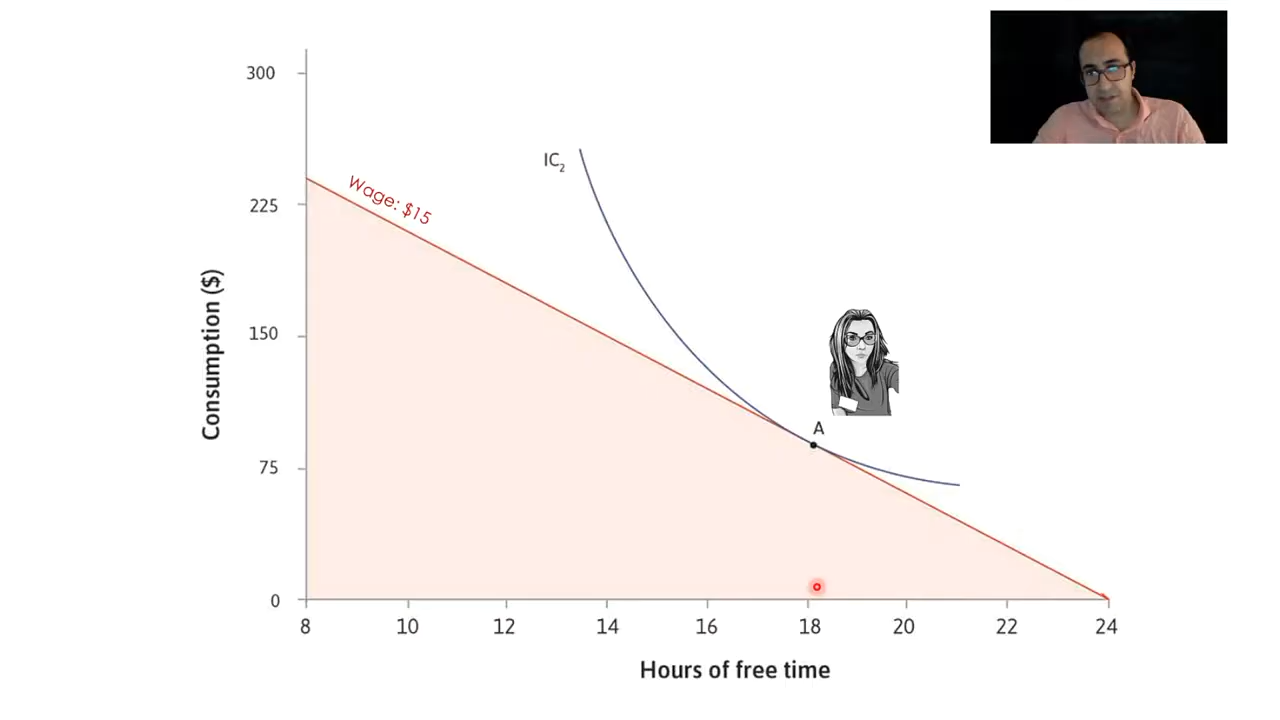 300
225
150
75
0
Consumption ($)
Wage: $15
IC₂
A
8 10 12 14 16 18 20 22 24
Hours of free time